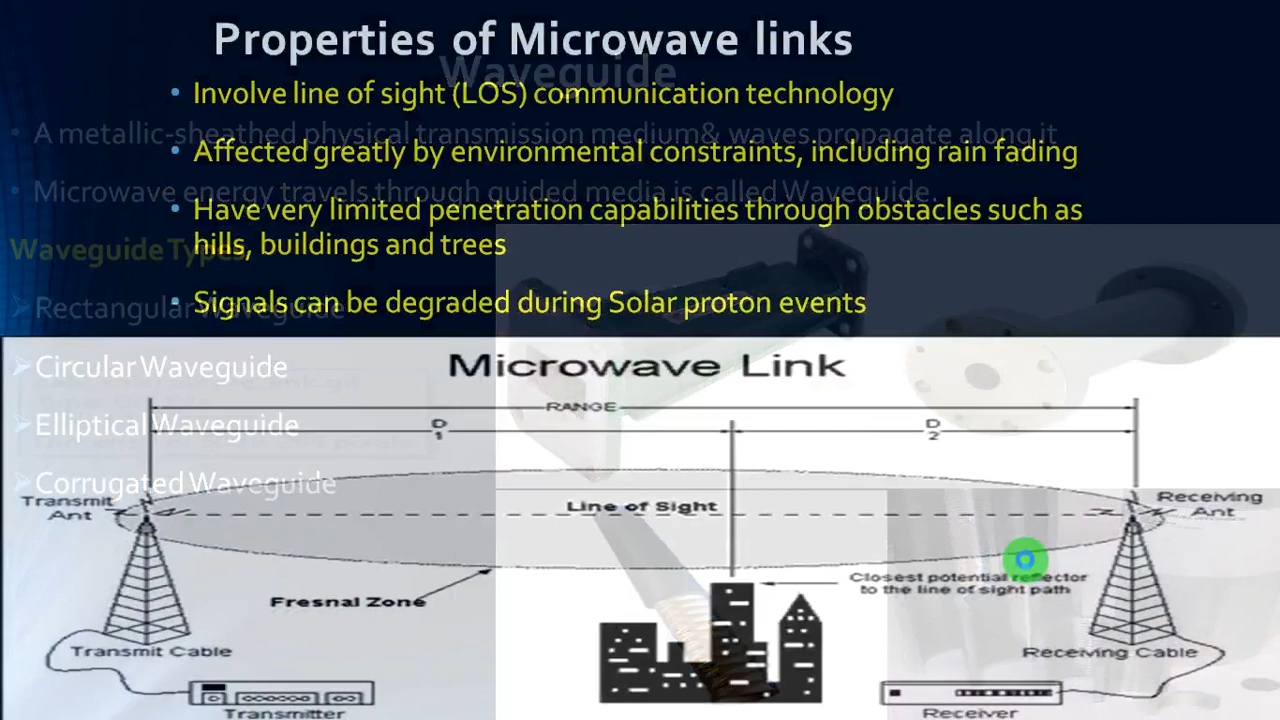 Properties of Microwave links
Waveguide
• Involve line of sight (LOS) communication technology
• A metallic-sheathed physical transmission medium& waves propagate along it
• Affected greatly by environmental constraints, including rain fading
• Microwave energy travels through guided media is called Waveguide.
• Have very limited penetration capabilities through obstacles such as
hills, buildings and trees
Waveguide Types
• Signals can be degraded during Solar proton events
Rectangular Waveguide
Circular Waveguide
Elliptical Waveguide
Corrugated Waveguide
Microwave Link
RANGE
D
1
D
2
Transmit
Ant
Line of Sight
Receiving
Ant
Closest potential reflector
to the line of sight path
Fresnal Zone
Transmit Cable
Receiving Cable
Transmitter
Receiver